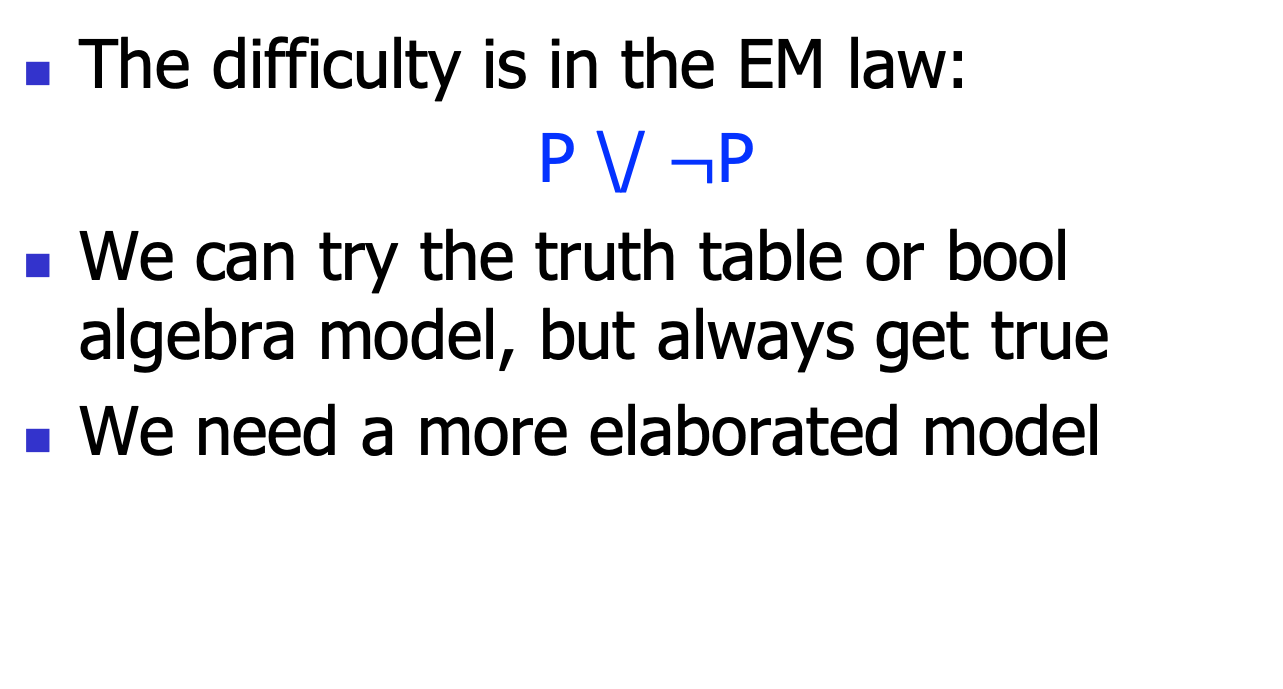 The difficulty is in the EM law:
P \/ ¬P
We can try the truth table or bool
algebra model, but always get true
We need a more elaborated model